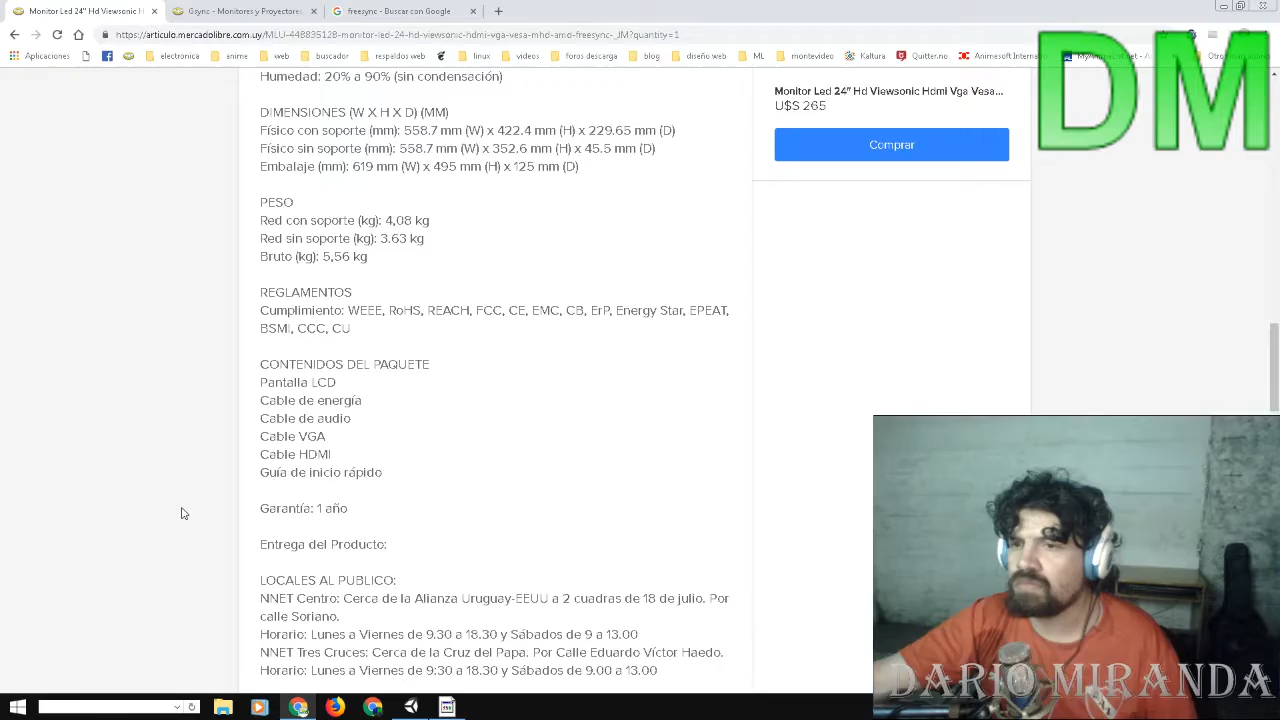 Monitor Led 24" Hd Viewsonic H
Gsync - Monitores y Proyectores
freesync - Buscar con Google
https://articulo.mercadolibre.com.uy/MLU-448835128-monitor-led-24-hd-viewsonic-hdmi-vga-vesa-mhd-amd-freesync-_JM?quantity=1
Aplicaciones electronica anime web buscador respaldos web linux videos foros descarga blog diseño web ML montevideo Kaltura Quitter.no Animesoft Internatio MyAnimeList.net - A Otros marcadores
DM
Humedad: 20% a 90% (sin condensación)
DIMENSIONES (W X H X D) (MM)
Físico con soporte (mm): 558.7 mm (W) x 422.4 mm (H) x 229.65 mm (D)
Físico sin soporte (mm): 558.7 mm (W) x 352.6 mm (H) x 45.5 mm (D)
Embalaje (mm): 619 mm (W) x 495 mm (H) x 125 mm (D)
PESO
Red con soporte (kg): 4,08 kg
Red sin soporte (kg): 3.63 kg
Bruto (kg): 5,56 kg
REGLAMENTOS
Cumplimiento: WEEE, RoHS, REACH, FCC, CE, EMC, CB, ErP, Energy Star, EPEAT,
BSMI, CCC, CU
CONTENIDOS DEL PAQUETE
Pantalla LCD
Cable de energía
Cable de audio
Cable VGA
Cable HDMI
Guía de inicio rápido
Garantía: 1 año
Entrega del Producto:
LOCALES AL PUBLICO:
NNET Centro: Cerca de la Alianza Uruguay-EEUU a 2 cuadras de 18 de julio. Por
calle Soriano.
Horario: Lunes a Viernes de 9.30 a 18.30 y Sábados de 9 a 13.00
NNET Tres Cruces: Cerca de la Cruz del Papa. Por Calle Eduardo Víctor Haedo.
Horario: Lunes a Viernes de 9:30 a 18.30 y Sábados de 9.00 a 13.00
Monitor Led 24" Hd Viewsonic Hdmi Vga Vesa...
U$S 265
Comprar
DARIO MIRANDA